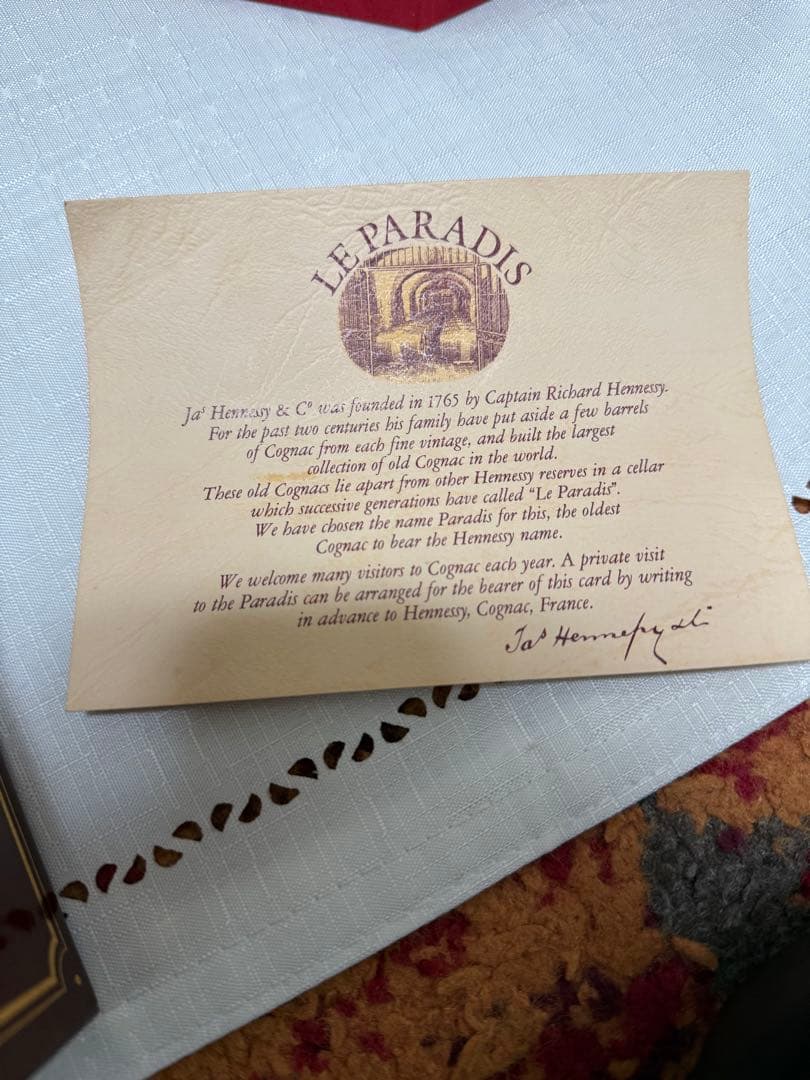 LE PARADIS
Jaˢ Hennessy & Cº was founded in 1765 by Captain Richard Hennessy.
For the past two centuries his family have put aside a few barrels
of Cognac from each fine vintage, and built the largest
collection of old Cognac in the world.
These old Cognacs lie apart from other Hennessy reserves in a cellar
which successive generations have called “Le Paradis”.
We have chosen the name Paradis for this, the oldest
Cognac to bear the Hennessy name.
We welcome many visitors to Cognac each year. A private visit
to the Paradis can be arranged for the bearer of this card by writing
in advance to Hennessy, Cognac, France.
Jaˢ Hennessy